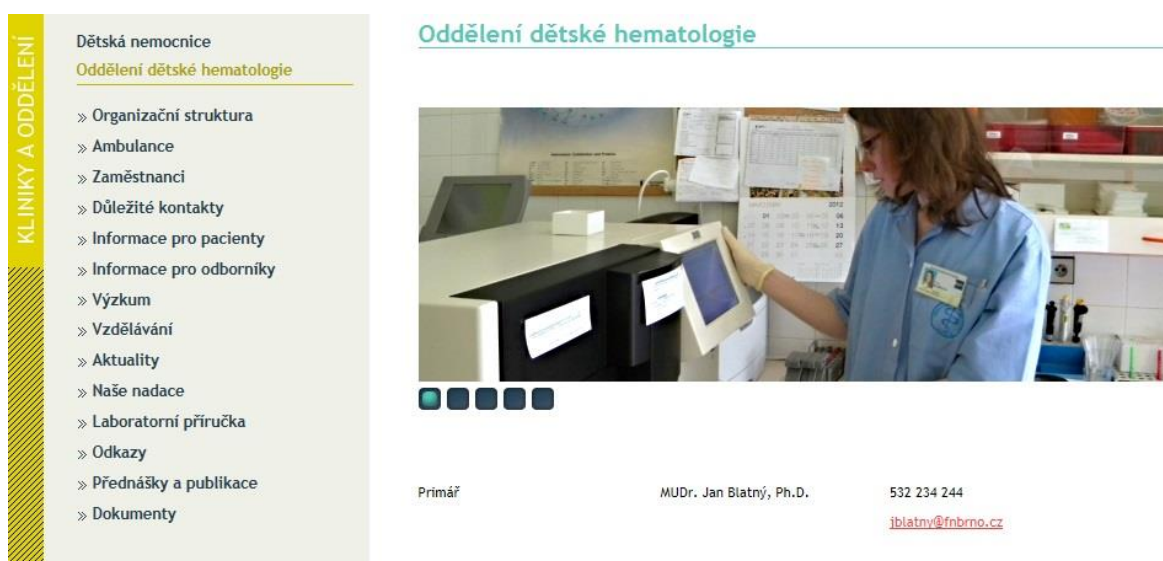 KLINIKY A ODDĚLENÍ
Dětská nemocnice
Oddělení dětské hematologie
» Organizační struktura
» Ambulance
» Zaměstnanci
» Důležité kontakty
» Informace pro pacienty
» Informace pro odborníky
» Výzkum
» Vzdělávání
» Aktuality
» Naše nadace
» Laboratorní příručka
» Odkazy
» Přednášky a publikace
» Dokumenty
Oddělení dětské hematologie
2012
Primář MUDr. Jan Blatný, Ph.D. 532 234 244
jblatny@fnbrno.cz